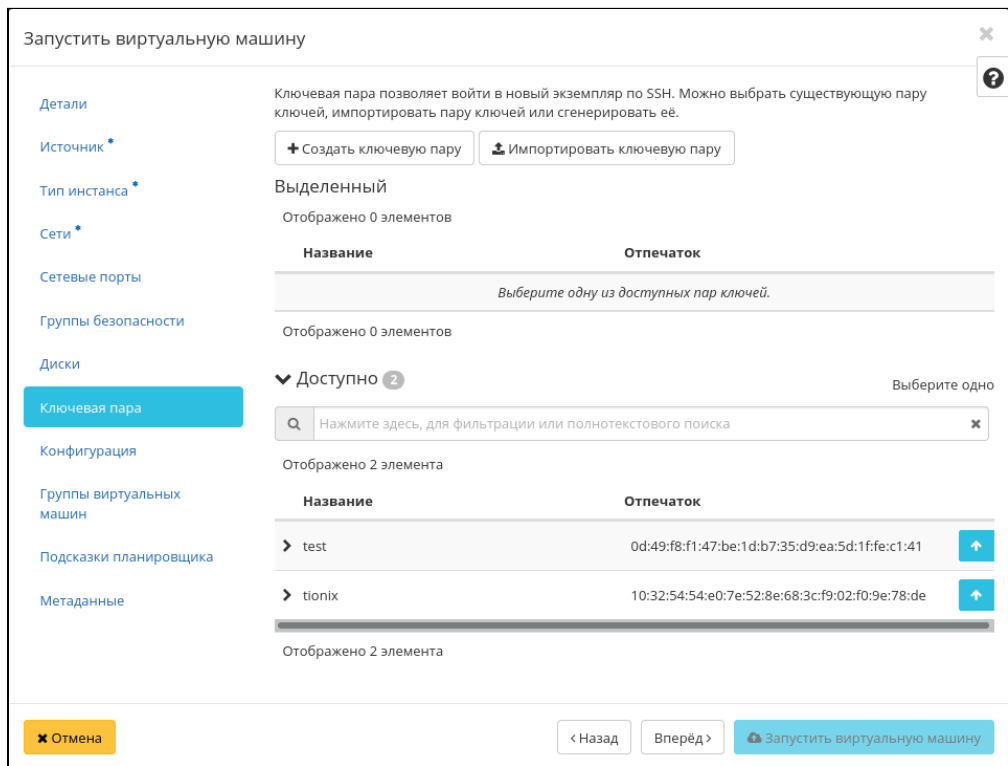 Запустить виртуальную машину
Детали
Источник *
Тип инстанса *
Сети *
Сетевые порты
Группы безопасности
Диски
Ключевая пара
Конфигурация
Группы виртуальных
машин
Подсказки планировщика
Метаданные
Ключевая пара позволяет войти в новый экземпляр по SSH. Можно выбрать существующую пару
ключей, импортировать пару ключей или сгенерировать её.
Создать ключевую пару
Импортировать ключевую пару
Выделенный
Отображено 0 элементов
Название Отпечаток
Выберите одну из доступных пар ключей.
Отображено 0 элементов
Доступно 2
Выберите одно
Нажмите здесь, для фильтрации или полнотекстового поиска
Отображено 2 элемента
Название Отпечаток
test 0d:49:f8:f1:47:be:1d:b7:35:d9:ea:5d:1f:fe:c1:41
tionix 10:32:54:54:e0:7e:52:8e:68:3c:f9:02:f0:9e:78:de
Отображено 2 элемента
Отмена
Назад
Вперёд
Запустить виртуальную машину